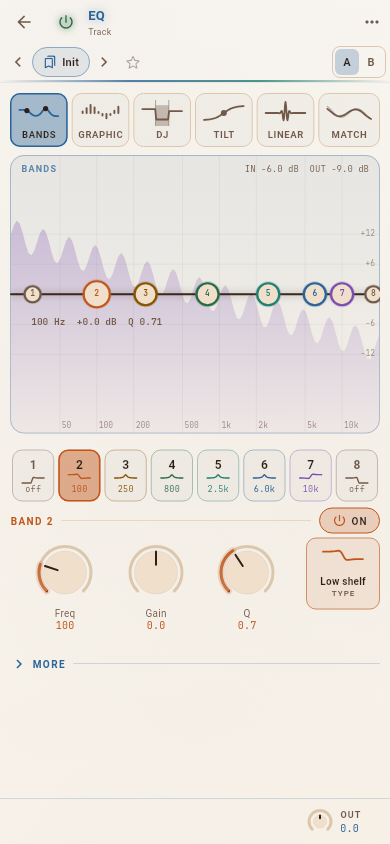 EQ
Track
Init
A B
BANDS GRAPHIC DJ TILT LINEAR MATCH
BANDS IN -6.0 dB OUT -9.0 dB
+12
+6
1 2 3 4 5 6 7 8
100 Hz +0.0 dB Q 0.71
-6
-12
50 100 200 500 1k 2k 5k 10k
1 2 3 4 5 6 7 8
off 100 250 800 2.5k 6.0k 10k off
BAND 2 ON
Low shelf
TYPE
Freq Gain Q
100 0.0 0.7
MORE
OUT
0.0